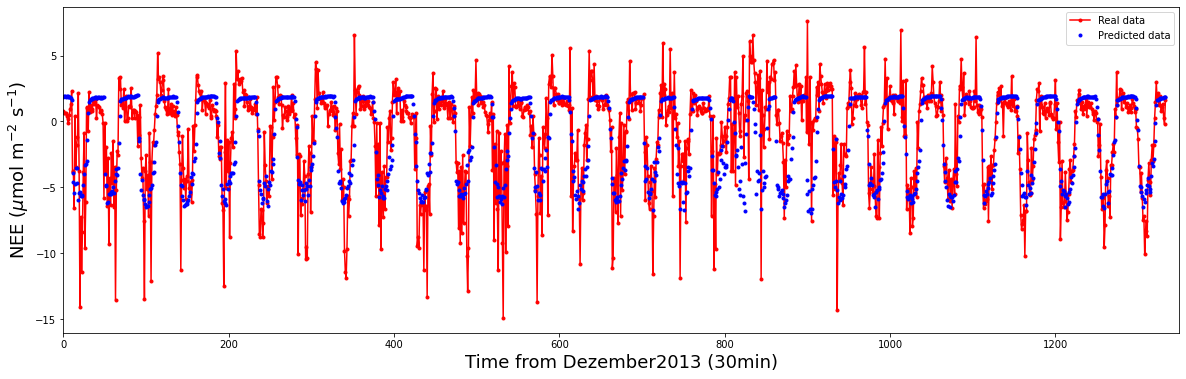 Real data
Predicted data
5
0
−5
−10
−15
NEE (μmol m⁻² s⁻¹)
0 200 400 600 800 1000 1200
Time from Dezember2013 (30min)